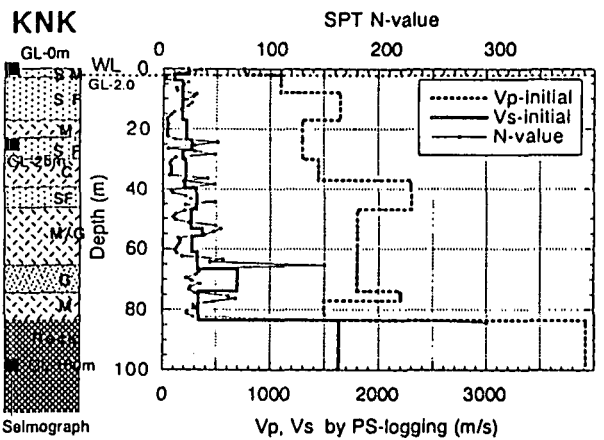 KNK
SPT N-value
GL-0m
WL
0 100 200 300
GL-2.0
S M
S F
M
S F
GL-25m
C
SF
M/G
G
M
Rock
Seismograph
Depth (m)
0
20
40
60
80
100
Vp-initial
Vs-initial
N-value
0 1000 2000 3000
Vp, Vs by PS-logging (m/s)